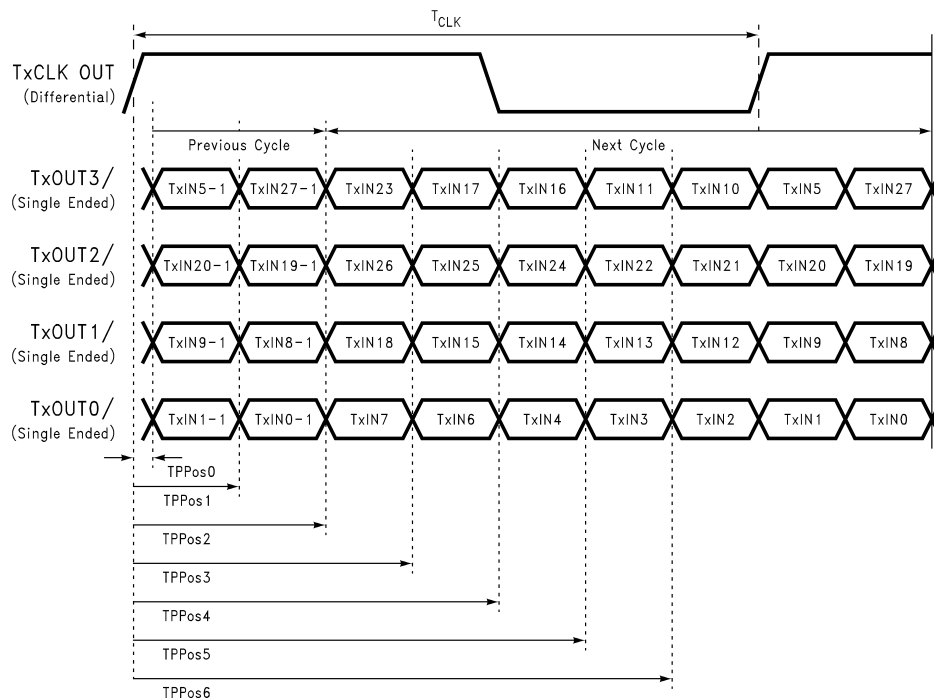 T_CLK
TxCLK OUT
(Differential)
Previous Cycle Next Cycle
TxOUT3/
(Single Ended)
TxIN5-1 TxIN27-1 TxIN23 TxIN17 TxIN16 TxIN11 TxIN10 TxIN5 TxIN27
TxOUT2/
(Single Ended)
TxIN20-1 TxIN19-1 TxIN26 TxIN25 TxIN24 TxIN22 TxIN21 TxIN20 TxIN19
TxOUT1/
(Single Ended)
TxIN9-1 TxIN8-1 TxIN18 TxIN15 TxIN14 TxIN13 TxIN12 TxIN9 TxIN8
TxOUT0/
(Single Ended)
TxIN1-1 TxIN0-1 TxIN7 TxIN6 TxIN4 TxIN3 TxIN2 TxIN1 TxIN0
TPPos0
TPPos1
TPPos2
TPPos3
TPPos4
TPPos5
TPPos6